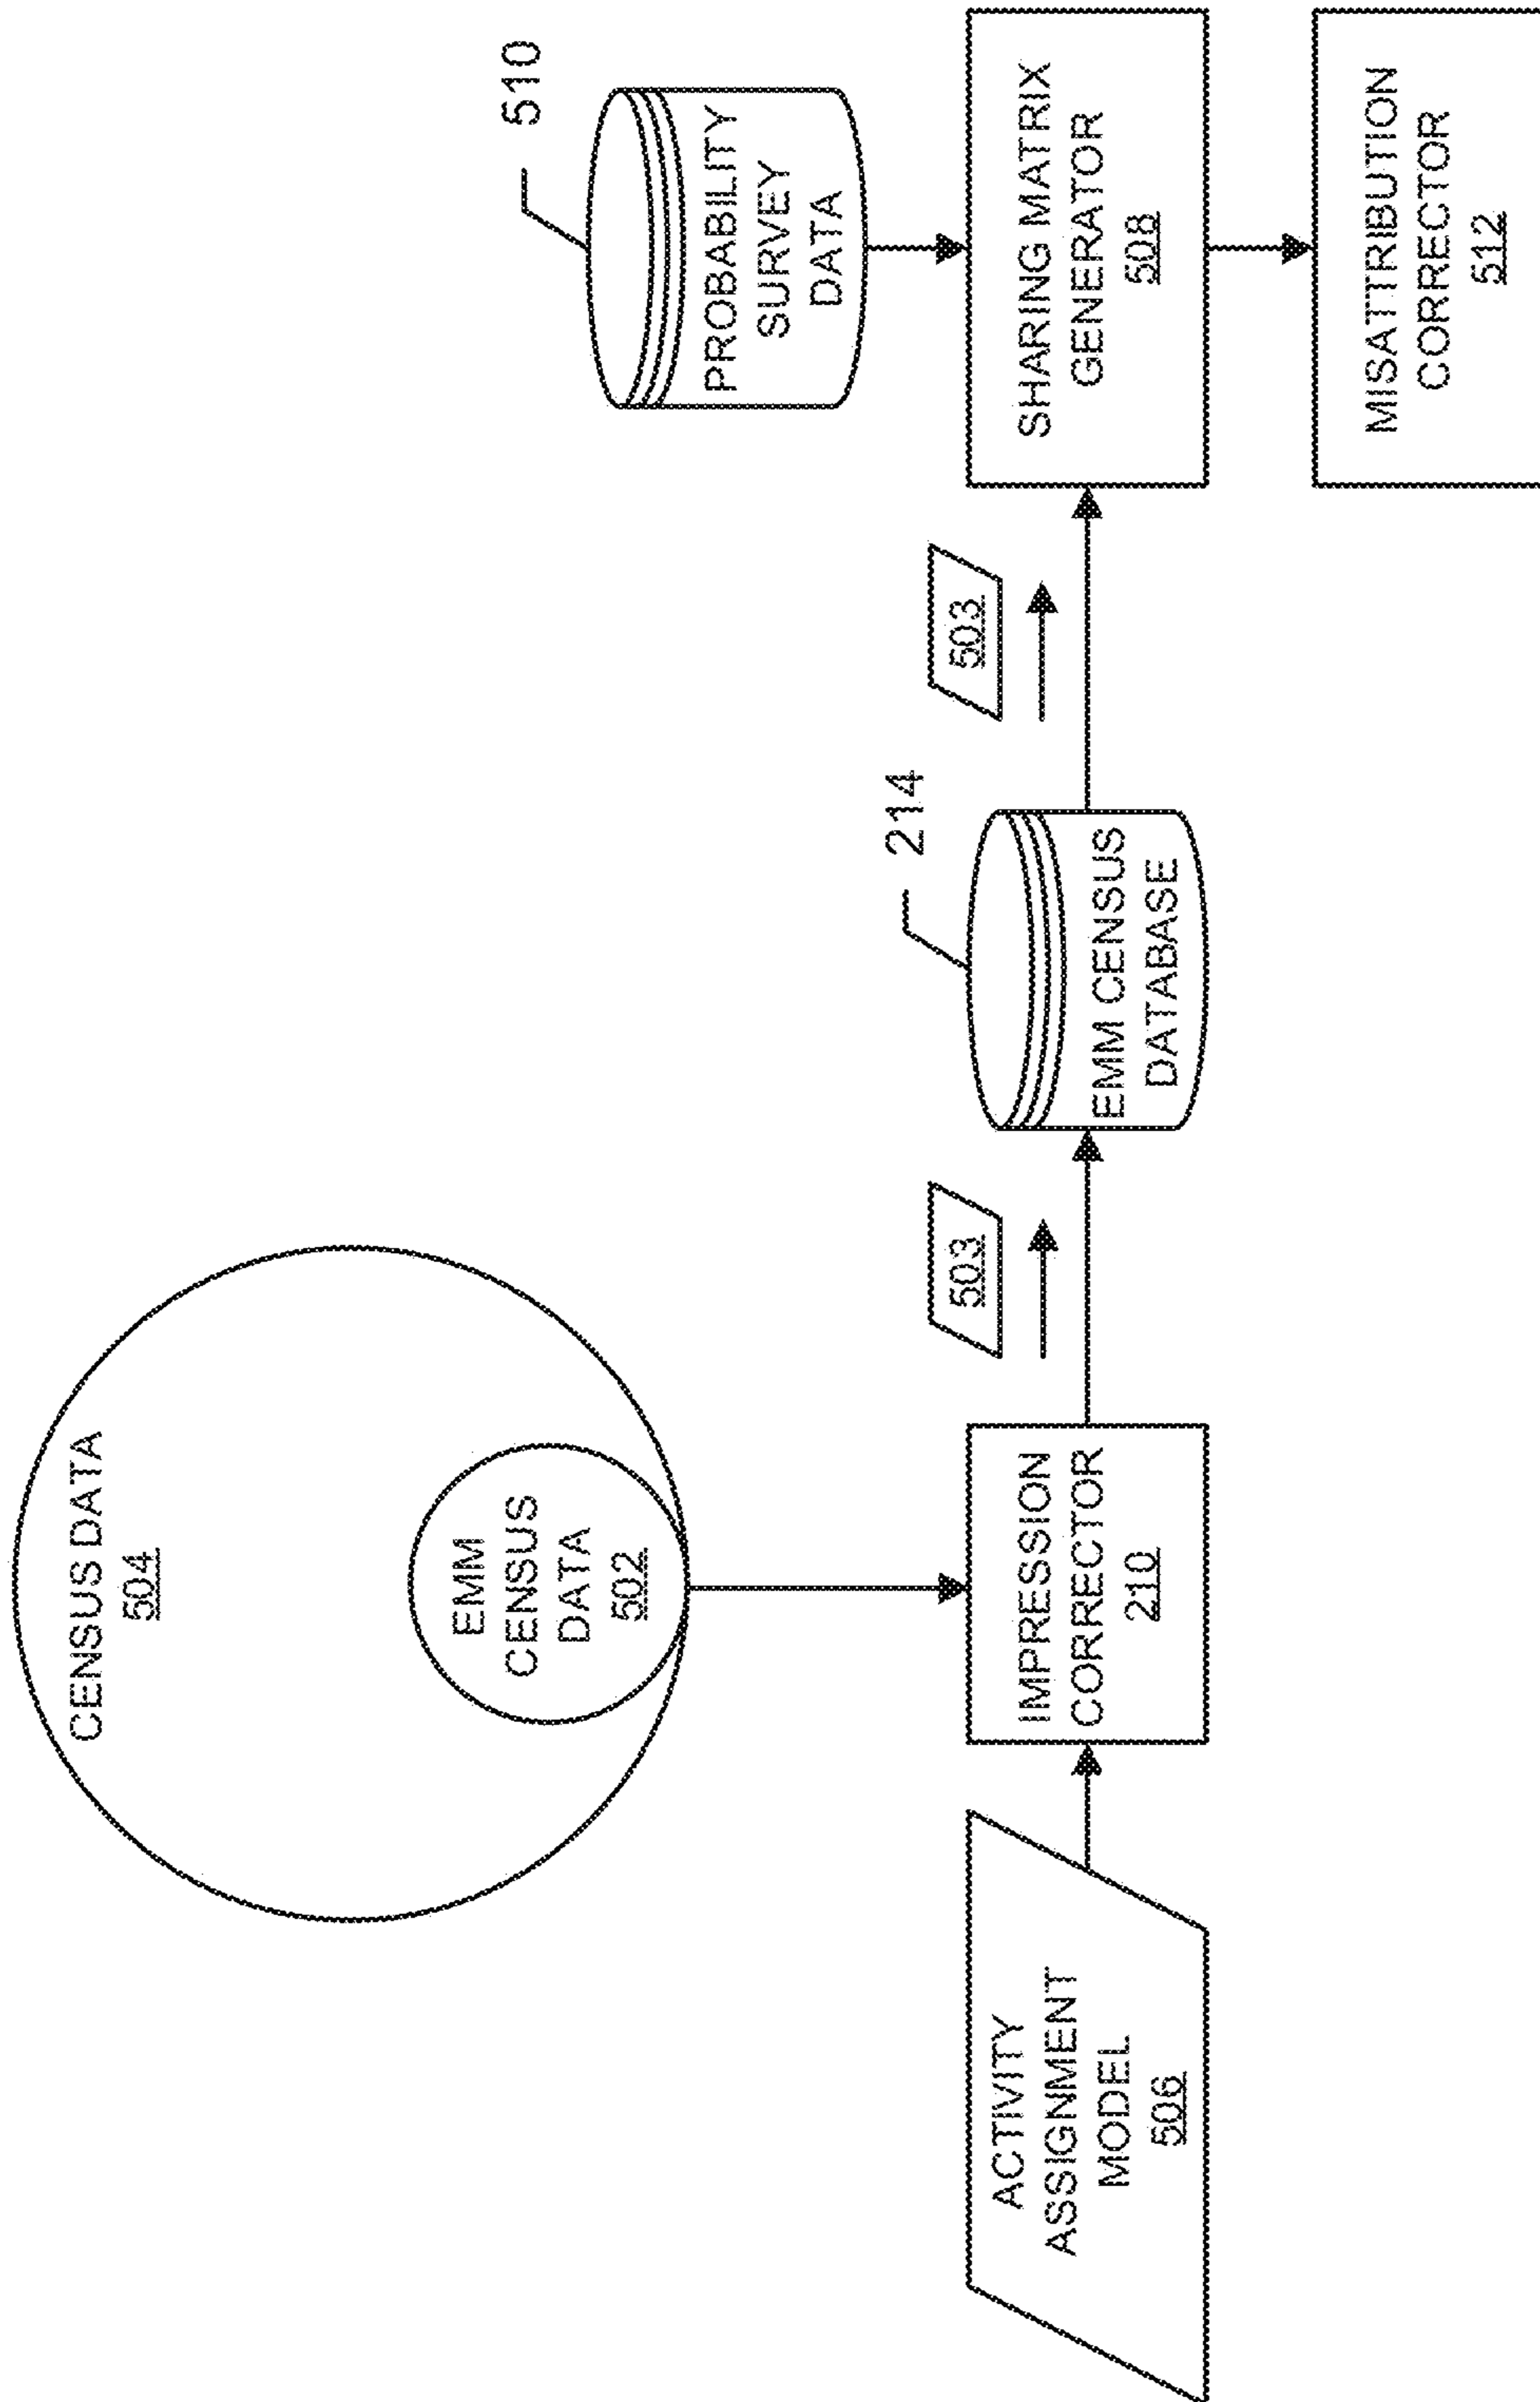 CENSUS DATA
504
EMM
CENSUS
DATA
502
ACTIVITY
ASSIGNMENT
MODEL
506
IMPRESSION
CORRECTOR
210
503
214
EMM CENSUS
DATABASE
503
510
PROBABILITY
SURVEY
DATA
SHARING MATRIX
GENERATOR
508
MISATTRIBUTION
CORRECTOR
512